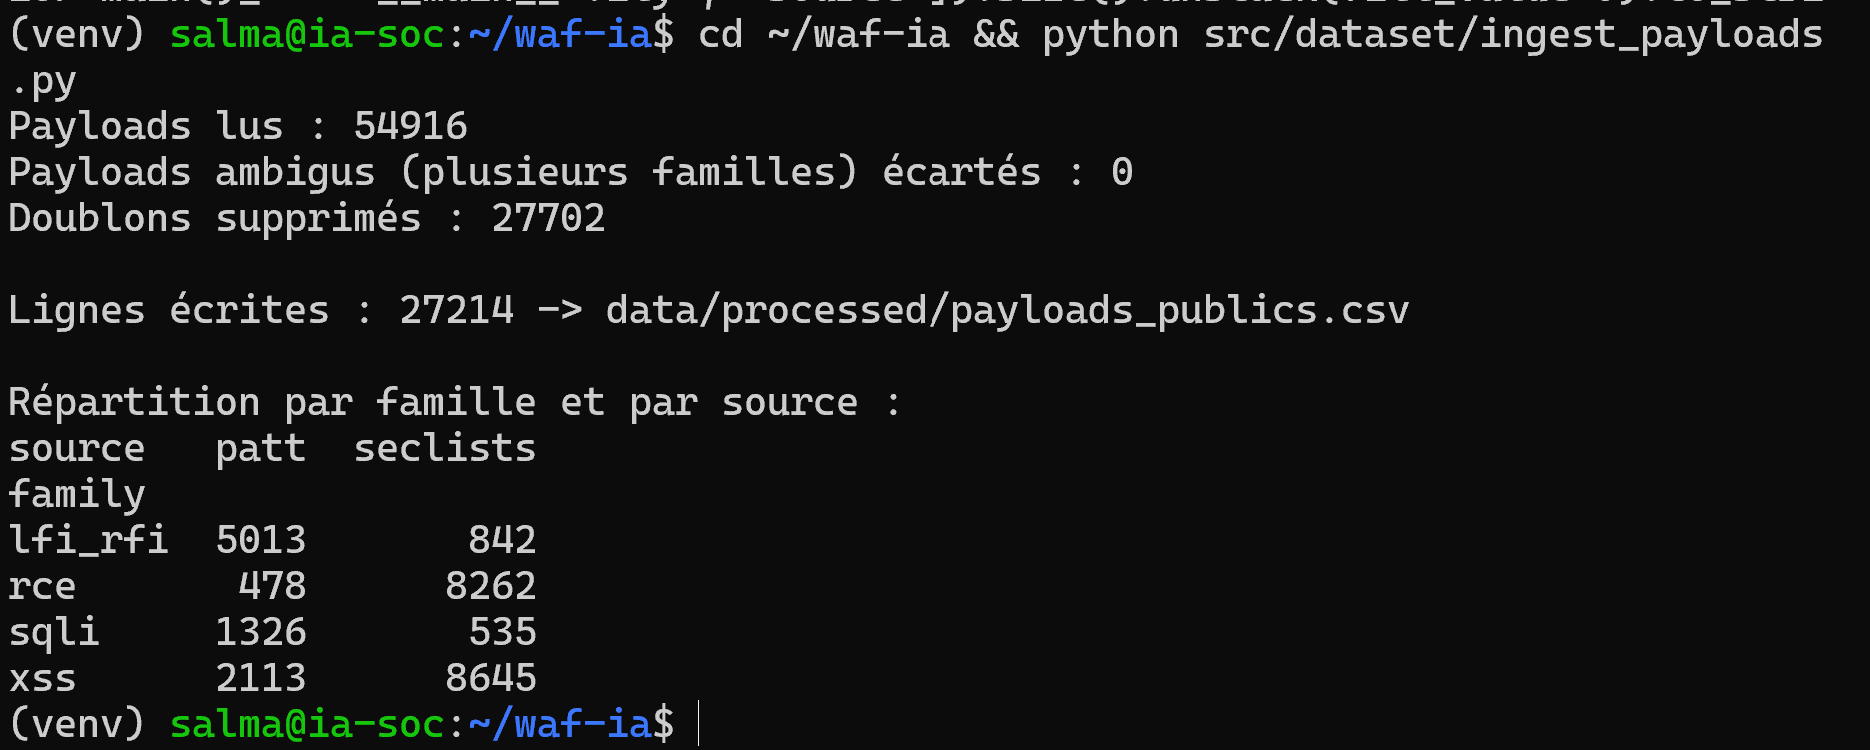 (venv) salma@ia-soc:~/waf-ia$ cd ~/waf-ia && python src/dataset/ingest_payloads
.py
Payloads lus : 54916
Payloads ambigus (plusieurs familles) écartés : 0
Doublons supprimés : 27702
Lignes écrites : 27214 -> data/processed/payloads_publics.csv
Répartition par famille et par source :
source   patt  seclists
family
lfi_rfi  5013       842
rce       478      8262
sqli     1326       535
xss      2113      8645
(venv) salma@ia-soc:~/waf-ia$